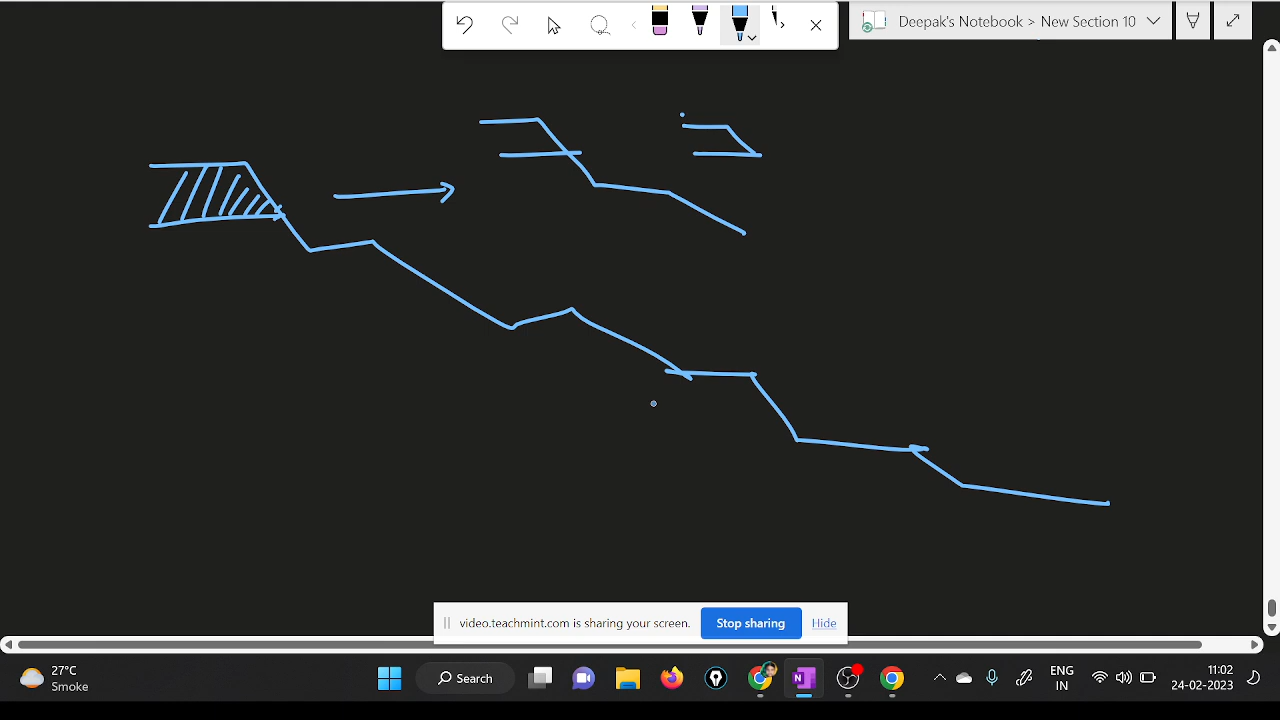 Deepak's Notebook > New Section 10
video.teachmint.com is sharing your screen.
Stop sharing
Hide
27°C
Smoke
Search
ENG
IN
11:02
24-02-2023